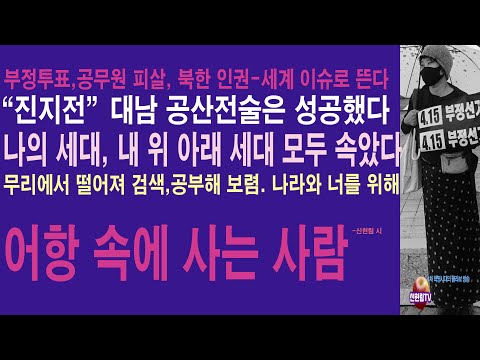 부정투표,공무원 피살, 북한 인권-세계 이슈로 뜬다
“진지전” 대남 공산전술은 성공했다
나의 세대, 내 위 아래 세대 모두 속았다
무리에서 떨어져 검색,공부해 보렴. 나라와 너를 위해
-신현림 시
어항 속에 사는 사람
4.15 부정선거
4.15 부정선거
신현림TV